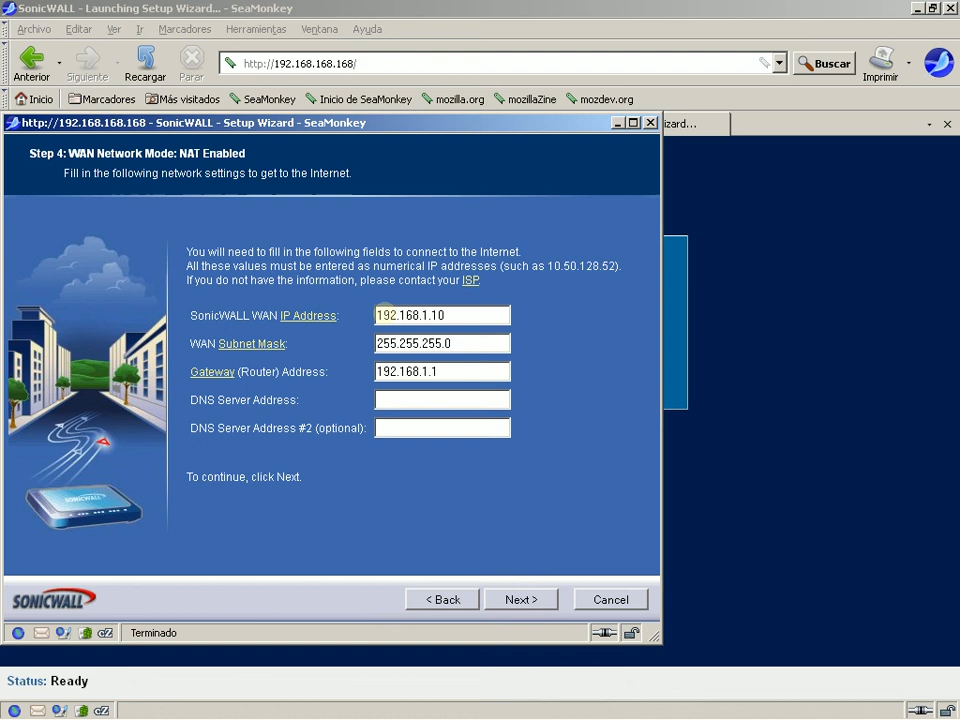 SonicWALL - Launching Setup Wizard... - SeaMonkey
Archivo Editar Ver Ir Marcadores Herramientas Ventana Ayuda
Anterior Siguiente Recargar Parar http://192.168.168.168/ Buscar Imprimir
Inicio Marcadores Más visitados SeaMonkey Inicio de SeaMonkey mozilla.org mozillaZine mozdev.org
http://192.168.168.168 - SonicWALL - Setup Wizard - SeaMonkey
izard...
Step 4: WAN Network Mode: NAT Enabled
Fill in the following network settings to get to the Internet.
You will need to fill in the following fields to connect to the Internet.
All these values must be entered as numerical IP addresses (such as 10.50.128.52).
If you do not have the information, please contact your ISP.
SonicWALL WAN IP Address: 192.168.1.10
WAN Subnet Mask: 255.255.255.0
Gateway (Router) Address: 192.168.1.1
DNS Server Address:
DNS Server Address #2 (optional):
To continue, click Next.
SONICWALL
SONICWALL
< Back Next > Cancel
cZ Terminado
Status: Ready
cZ